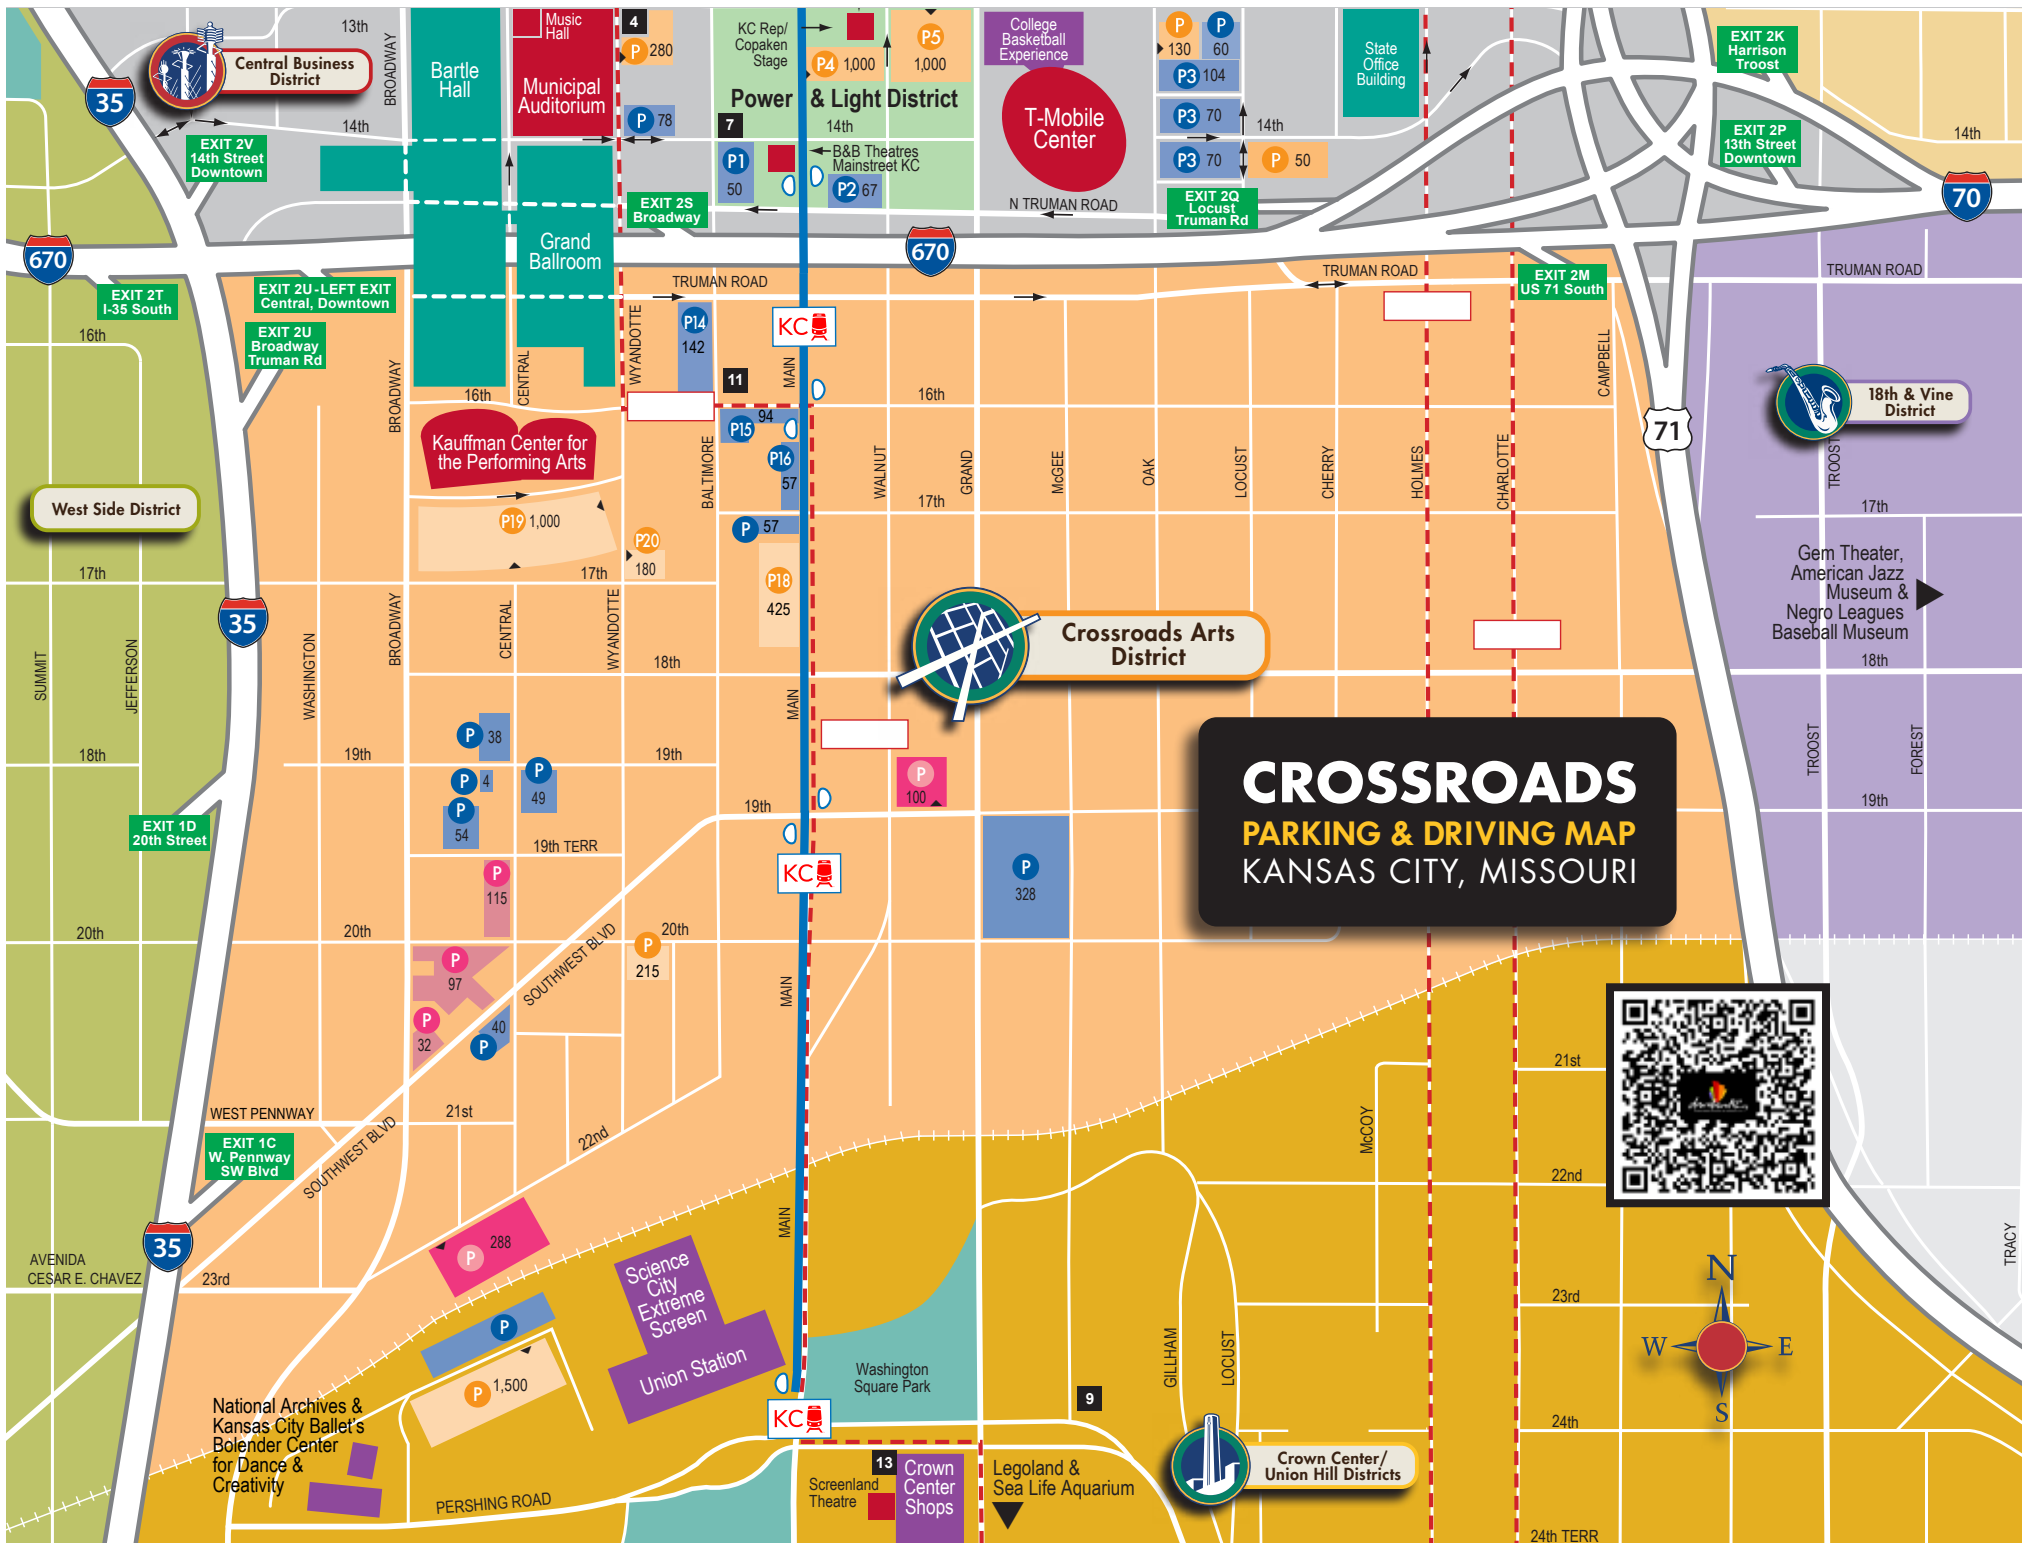 13th
BROADWAY
Bartle
Hall
Music
Hall
Municipal
Auditorium
4
P 280
P 78
KC Rep/
Copaken
Stage
P4 1,000
P5
1,000
Power & Light District
7
14th
P1
50
B&B Theatres
Mainstreet KC
P2 67
College
Basketball
Experience
T-Mobile
Center
P
130
P
60
P3 104
P3 70
14th
P3 70
P 50
State
Office
Building
EXIT 2K
Harrison
Troost
EXIT 2P
13th Street
Downtown
14th
70
35
Central Business
District
14th
EXIT 2V
14th Street
Downtown
EXIT 2S
Broadway
N TRUMAN ROAD
EXIT 2Q
Locust
Truman Rd
Grand
Ballroom
670
670
EXIT 2T
I-35 South
EXIT 2U - LEFT EXIT
Central, Downtown
EXIT 2U
Broadway
Truman Rd
TRUMAN ROAD
TRUMAN ROAD
EXIT 2M
US 71 South
TRUMAN ROAD
16th
WYANDOTTE
P14
142
KC
MAIN
11
BROADWAY
CENTRAL
16th
16th
CAMPBELL
71
18th & Vine
District
Kauffman Center for
the Performing Arts
BALTIMORE
94
P15
P16
57
P 57
WALNUT
GRAND
McGEE
OAK
LOCUST
CHERRY
HOLMES
CHARLOTTE
TROOST
17th
17th
West Side District
P19 1,000
P20
180
17th
17th
P18
425
Gem Theater,
American Jazz
Museum &
Negro Leagues
Baseball Museum
35
SUMMIT
JEFFERSON
WASHINGTON
BROADWAY
CENTRAL
WYANDOTTE
18th
MAIN
Crossroads Arts
District
18th
TROOST
FOREST
P 38
18th
19th
19th
P 4
P
49
P
54
19th
P
100
19th
CROSSROADS
PARKING & DRIVING MAP
KANSAS CITY, MISSOURI
EXIT 1D
20th Street
19th TERR
KC
P
115
P
328
20th
20th
SOUTHWEST BLVD
20th
P
215
P
97
MAIN
P
32
40
P
21st
WEST PENNWAY
21st
SOUTHWEST BLVD
22nd
McCOY
EXIT 1C
W. Pennway
SW Blvd
22nd
MAIN
35
AVENIDA
CESAR E. CHAVEZ
23rd
288
P
Science
City
Extreme
Screen
TRACY
N
W
E
S
23rd
P
P 1,500
Union Station
Washington
Square Park
GILLHAM
LOCUST
National Archives &
Kansas City Ballet's
Bolender Center
for Dance &
Creativity
KC
9
24th
PERSHING ROAD
Screenland
Theatre
13
Crown
Center
Shops
Legoland &
Sea Life Aquarium
Crown Center/
Union Hill Districts
24th TERR